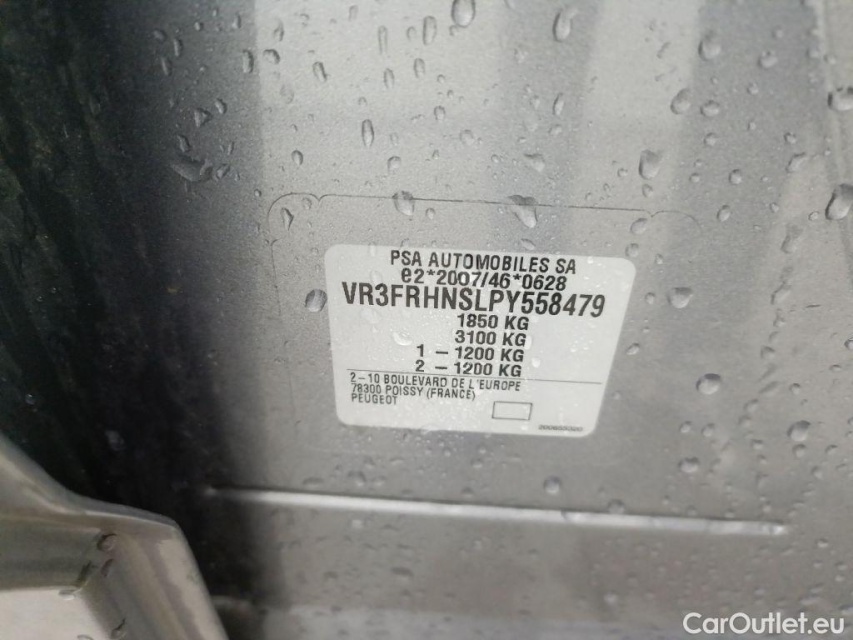 PSA AUTOMOBILES SA
e2*2007/46*0628
VR3FRHNSLPY558479
1850 KG
3100 KG
1 - 1200 KG
2 - 1200 KG
2-10 BOULEVARD DE L'EUROPE
78300 POISSY (FRANCE)
PEUGEOT
CarOutlet.eu